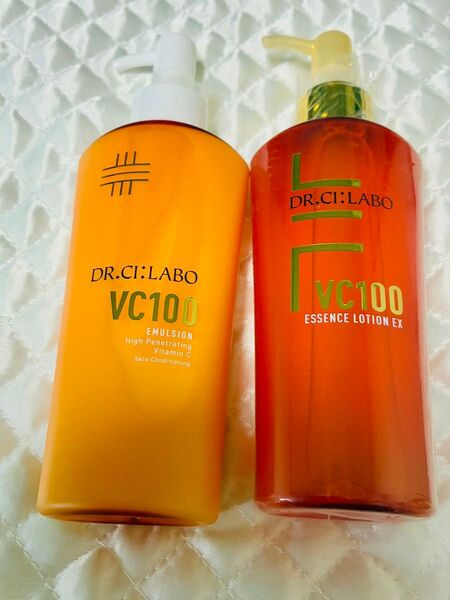 DR.CI:LABO
VC100
EMULSION
High Penetrating
Vitamin C
Skin Conditioning
DR.CI:LABO
VC100
ESSENCE LOTION EX